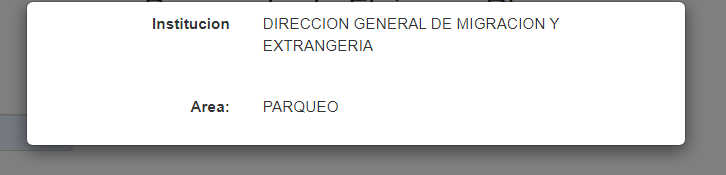 Institucion DIRECCION GENERAL DE MIGRACION Y
EXTRANGERIA
Area: PARQUEO